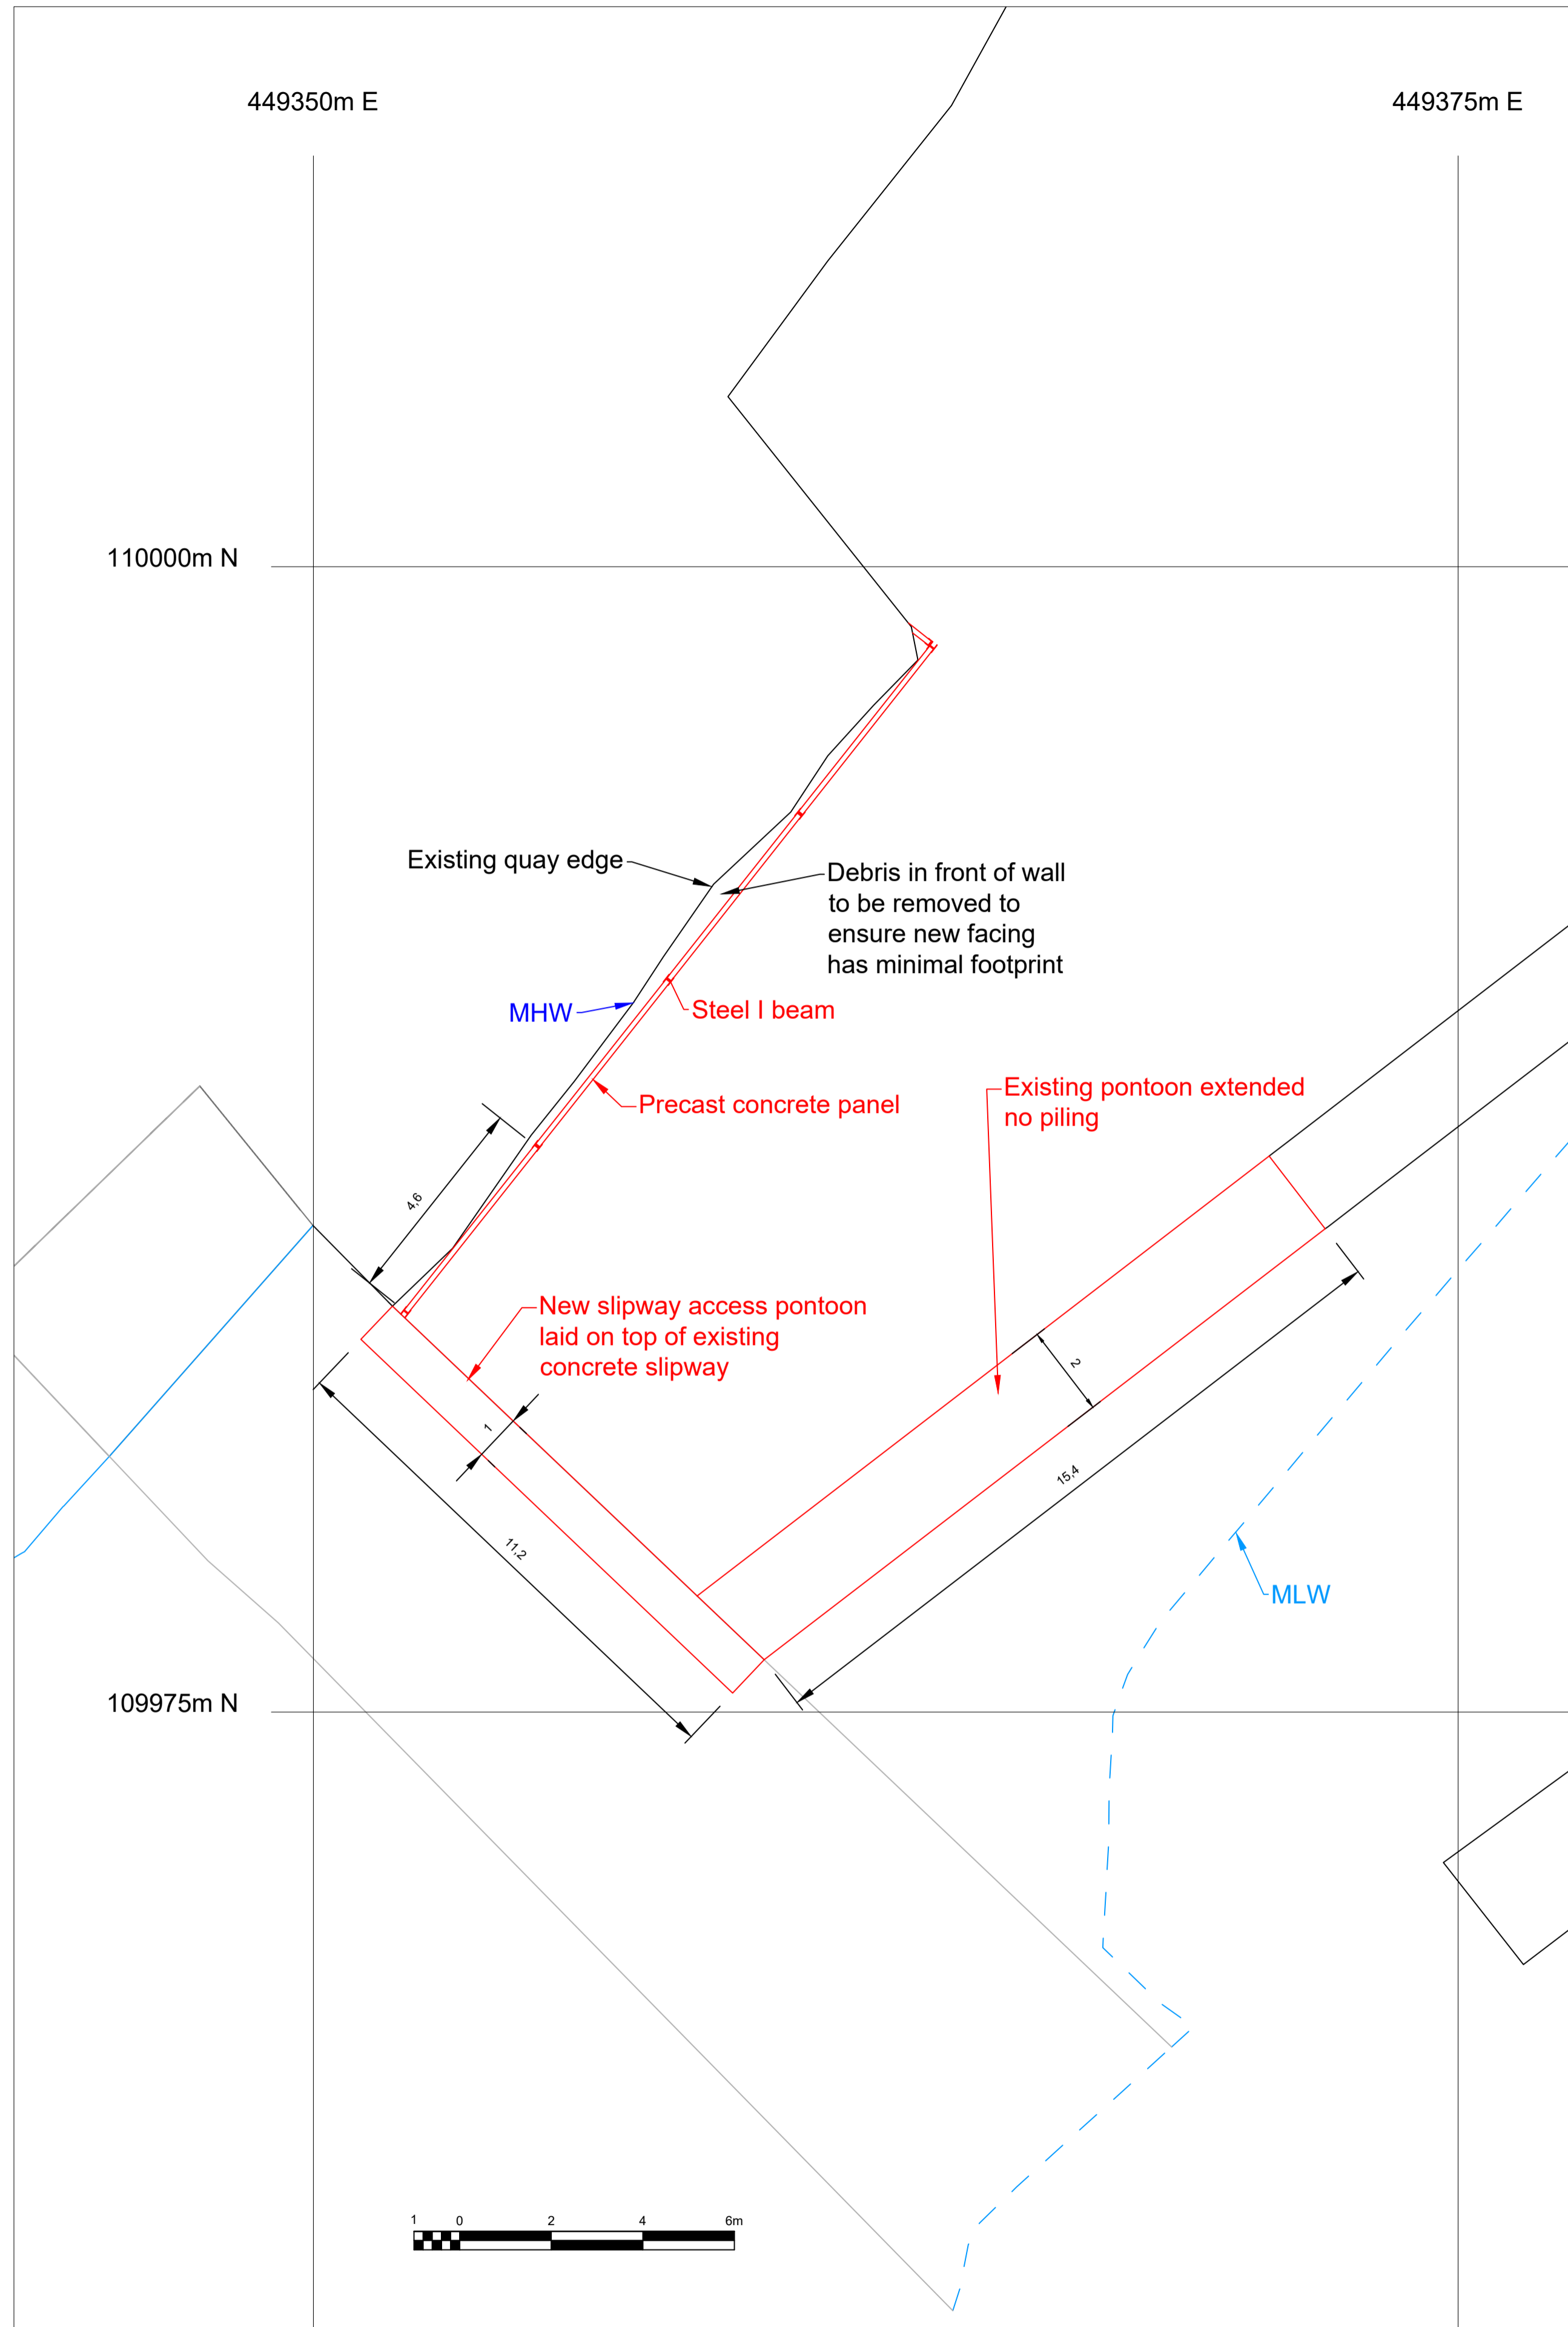 449350m E
449375m E
110000m N
Existing quay edge
Debris in front of wall
to be removed to
ensure new facing
has minimal footprint
MHW
Steel I beam
Precast concrete panel
Existing pontoon extended
no piling
4,6
New slipway access pontoon
laid on top of existing
concrete slipway
2
1
15,4
11,2
MLW
109975m N
1 0 2 4 6m